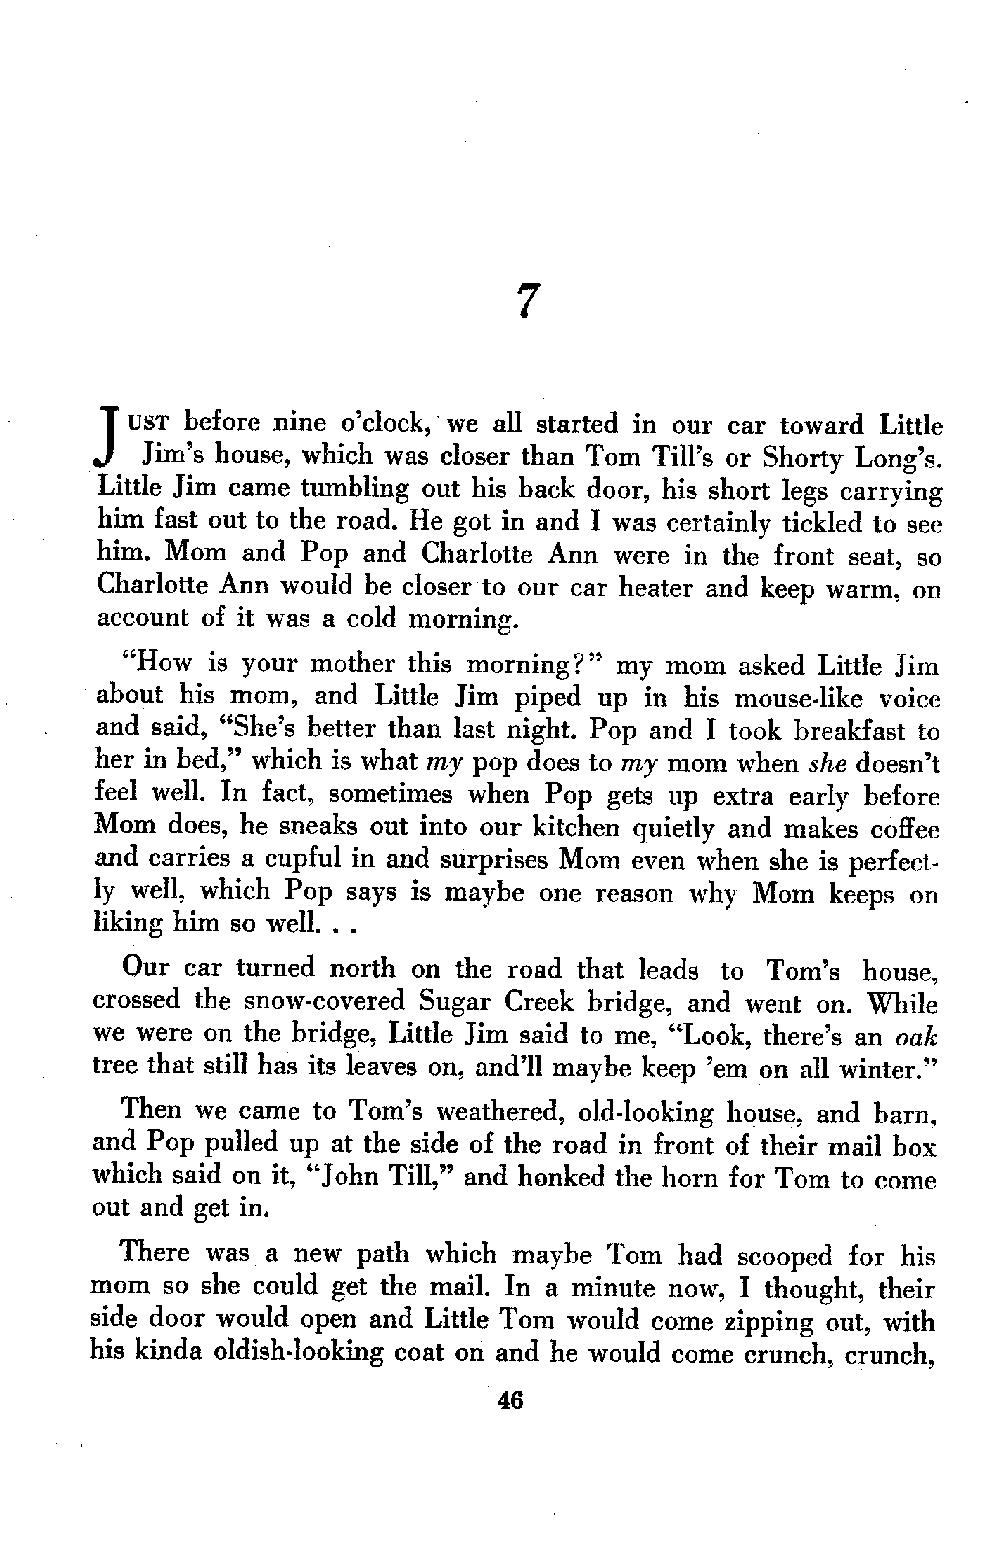 7
JUST before nine o'clock, we all started in our car toward Little
Jim's house, which was closer than Tom Till's or Shorty Long's.
Little Jim came tumbling out his back door, his short legs carrying
him fast out to the road. He got in and I was certainly tickled to see
him. Mom and Pop and Charlotte Ann were in the front seat, so
Charlotte Ann would be closer to our car heater and keep warm, on
account of it was a cold morning.
“How is your mother this morning?” my mom asked Little Jim
about his mom, and Little Jim piped up in his mouse-like voice
and said, “She's better than last night. Pop and I took breakfast to
her in bed,” which is what my pop does to my mom when she doesn't
feel well. In fact, sometimes when Pop gets up extra early before
Mom does, he sneaks out into our kitchen quietly and makes coffee
and carries a cupful in and surprises Mom even when she is perfect-
ly well, which Pop says is maybe one reason why Mom keeps on
liking him so well. . .
Our car turned north on the road that leads to Tom's house,
crossed the snow-covered Sugar Creek bridge, and went on. While
we were on the bridge, Little Jim said to me, “Look, there's an oak
tree that still has its leaves on, and'll maybe keep 'em on all winter.”
Then we came to Tom's weathered, old-looking house, and barn,
and Pop pulled up at the side of the road in front of their mail box
which said on it, “John Till,” and honked the horn for Tom to come
out and get in.
There was a new path which maybe Tom had scooped for his
mom so she could get the mail. In a minute now, I thought, their
side door would open and Little Tom would come zipping out, with
his kinda oldish-looking coat on and he would come crunch, crunch,
46